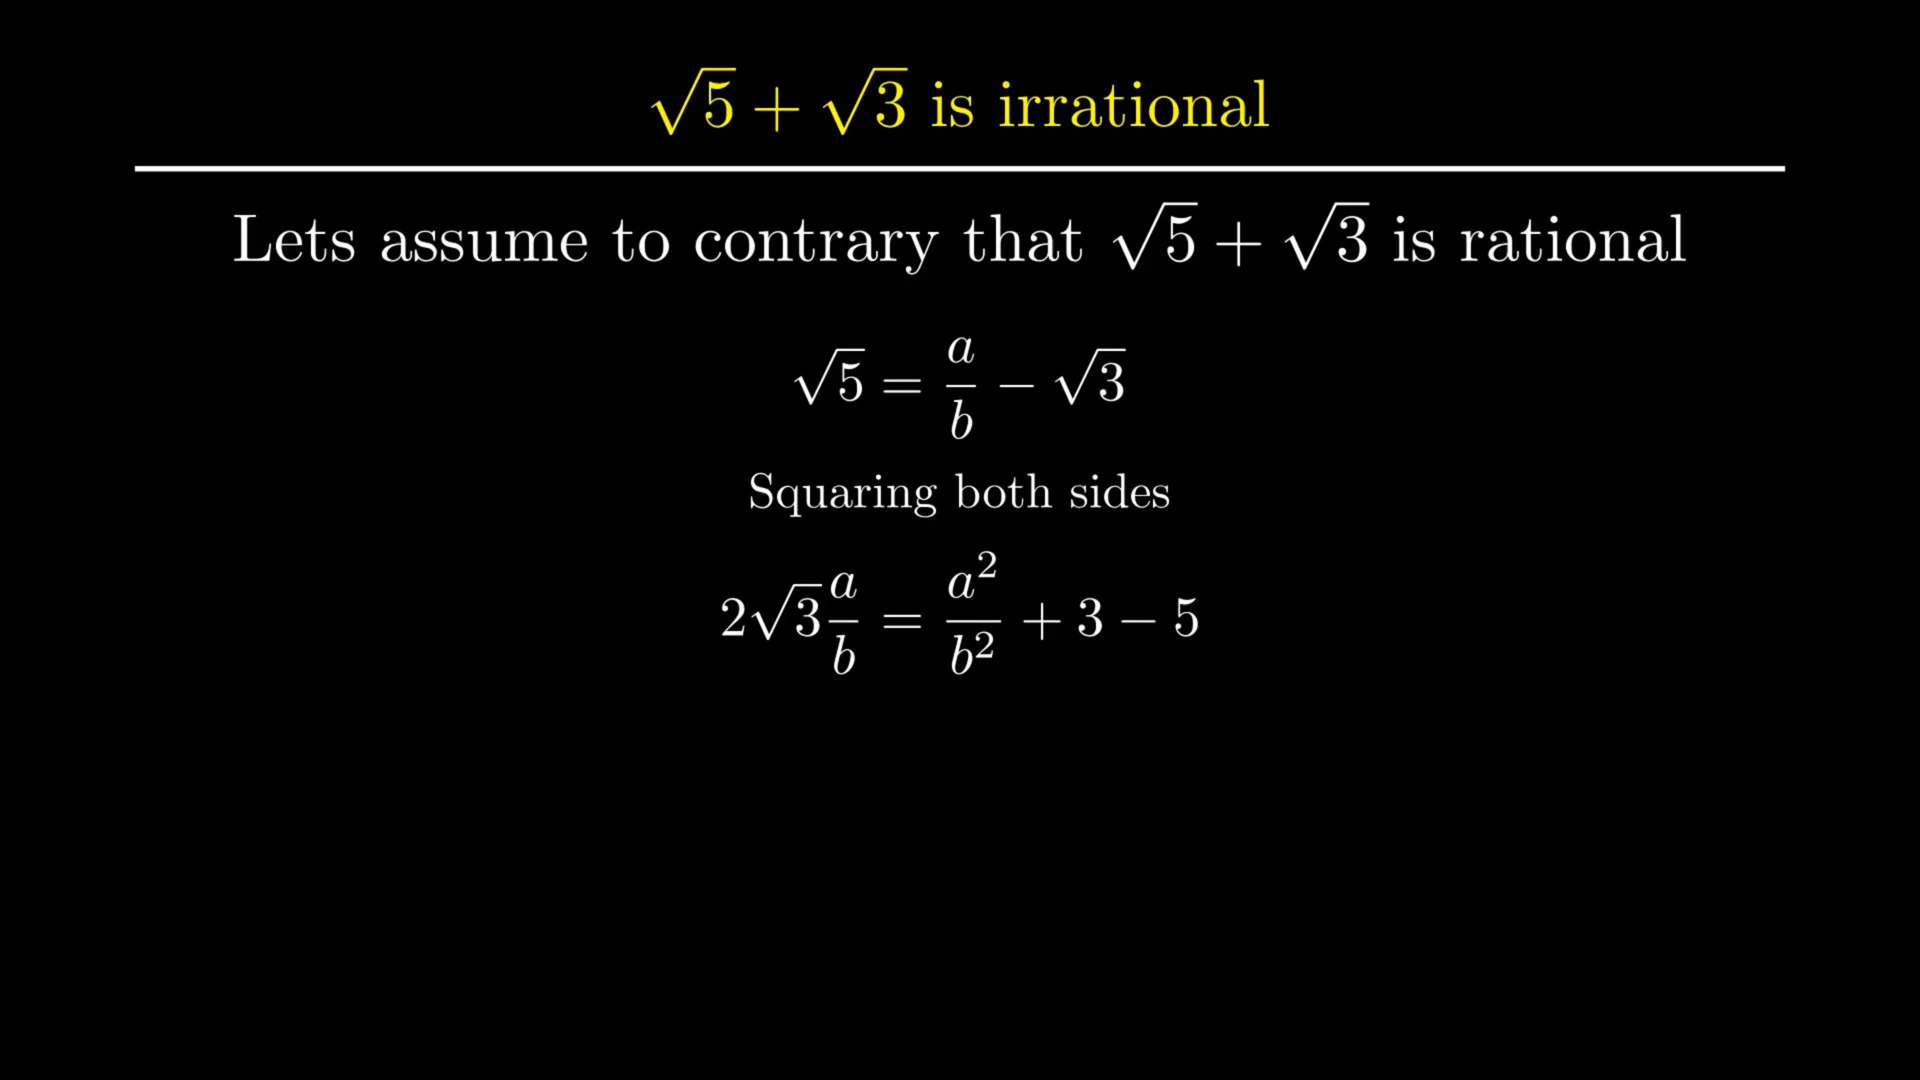 √5 + √3 is irrational
Lets assume to contrary that √5 + √3 is rational
√5 = a/b − √3
Squaring both sides
2√3 a/b = a²/b² + 3 − 5